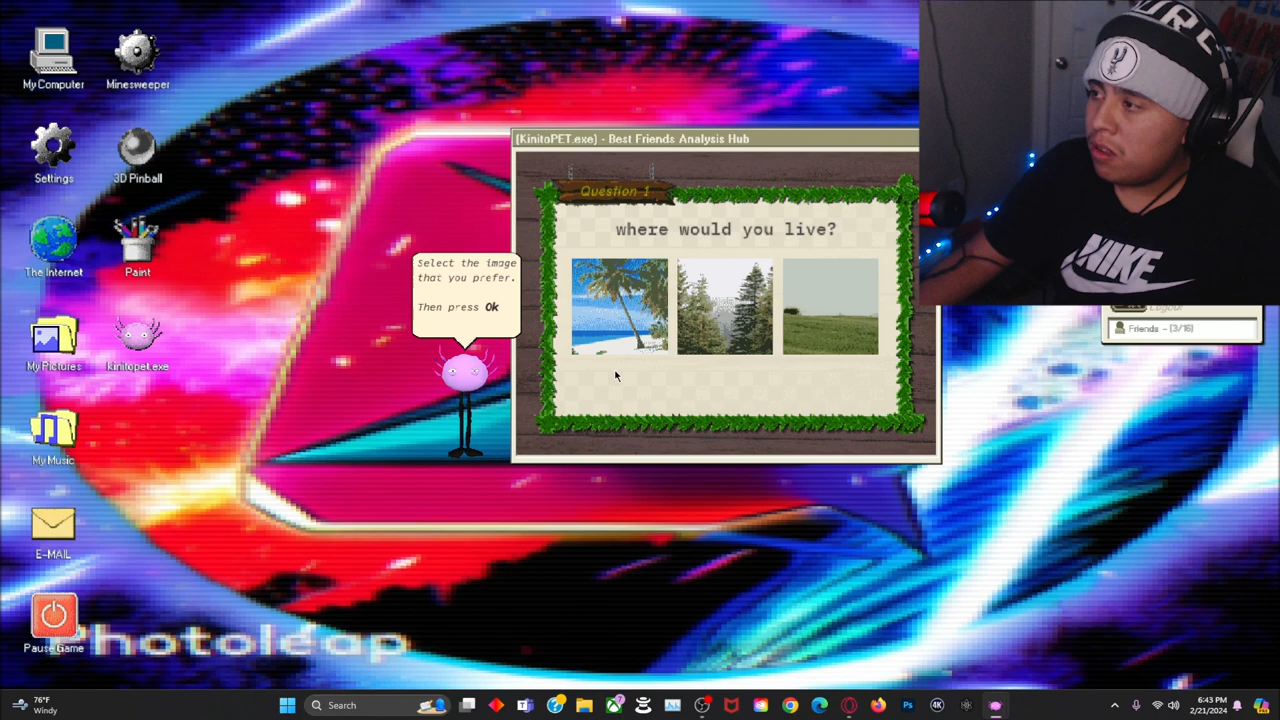 My Computer
Minesweeper
Settings
3D Pinball
The Internet
Paint
My Pictures
kinitopet.exe
My Music
E-MAIL
Pause Game
Photoleap
[KinitoPET.exe] - Best Friends Analysis Hub
Question 1
where would you live?
Select the image
that you prefer.
Then press Ok
Logout
Friends - (3/16)
NIKE
76°F
Windy
Search
6:43 PM
2/21/2024